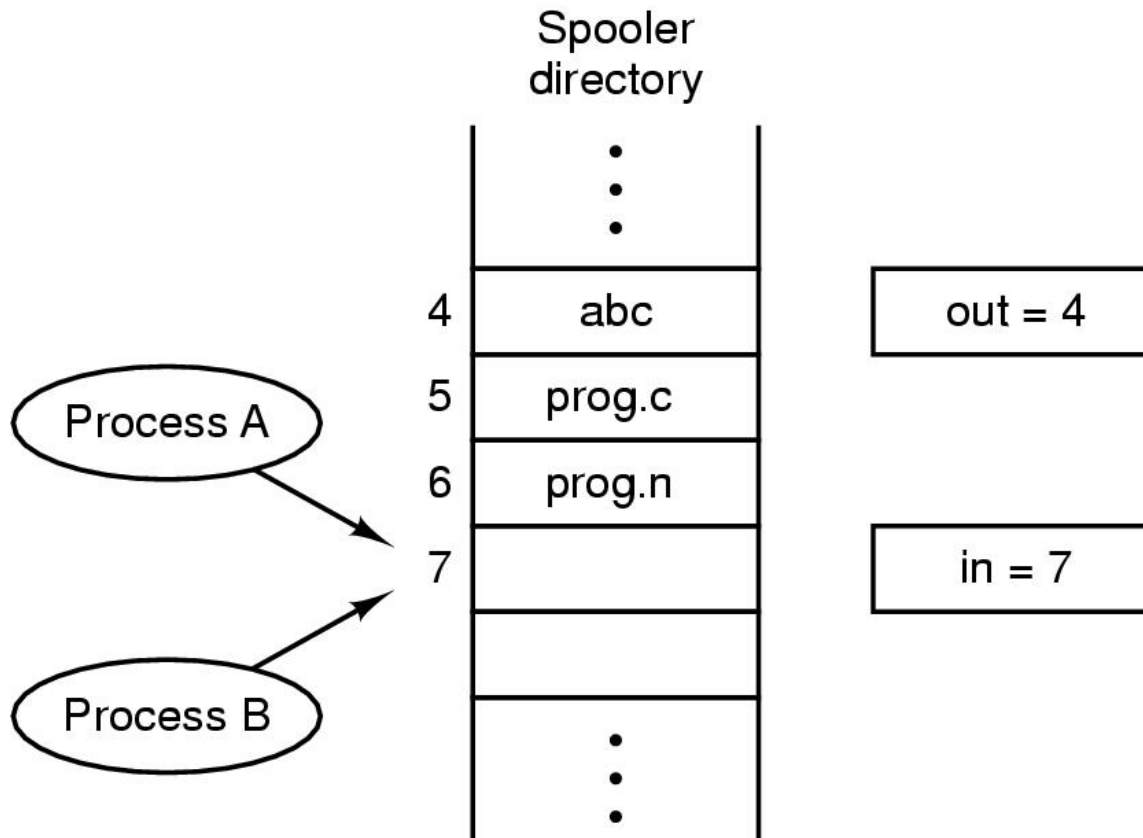 Spooler
directory
4
abc
out = 4
Process A
5
prog.c
6
prog.n
7
in = 7
Process B